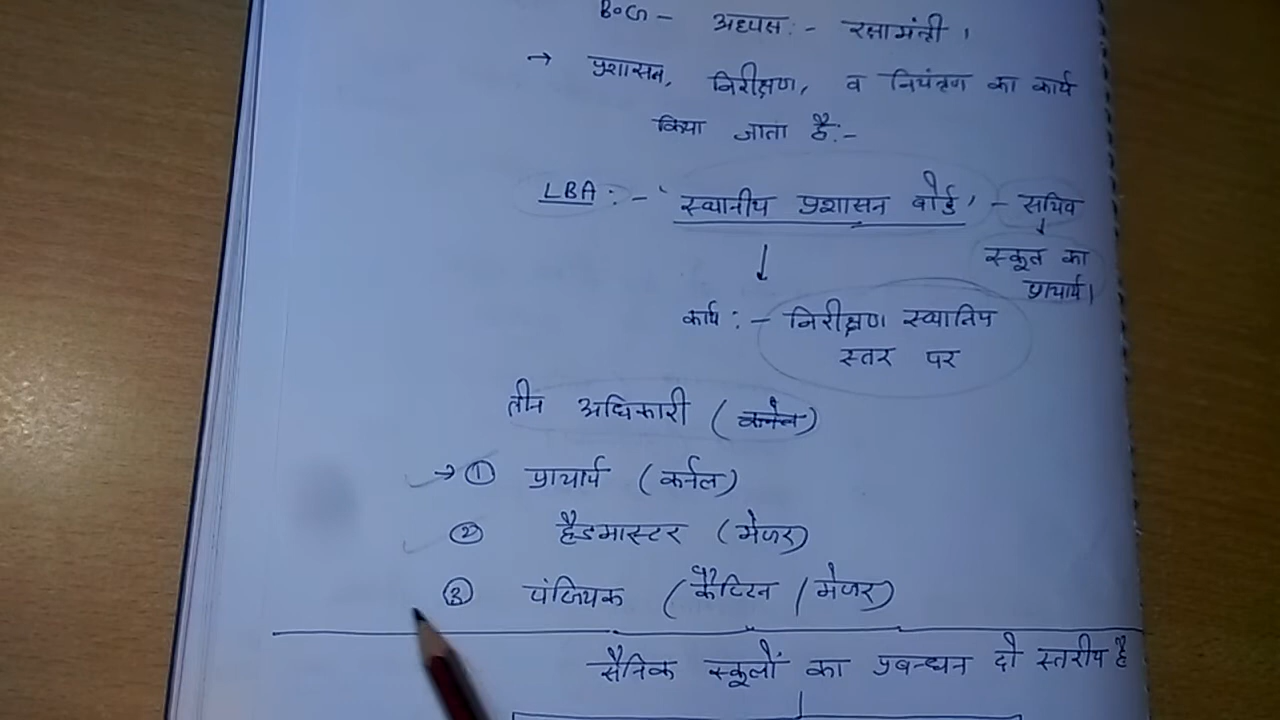 BoG - अध्यक्ष :- रक्षामंत्री ।
→ प्रशासन, निरीक्षण, व नियंत्रण का कार्य
किया जाता है:-
LBA :- ' स्थानीय प्रशासन बोर्ड ' - सचिव
↓
स्कूल का
प्राचार्य।
↓
कार्य :- निरीक्षण स्थानिय
स्तर पर
तीन अधिकारी (कर्नल)
→ ① प्राचार्य (कर्नल)
② हैडमास्टर (मेजर)
③ पंजियक (कैप्टिन / मेजर)
सैनिक स्कूलों का प्रबन्धन दो स्तरीय है